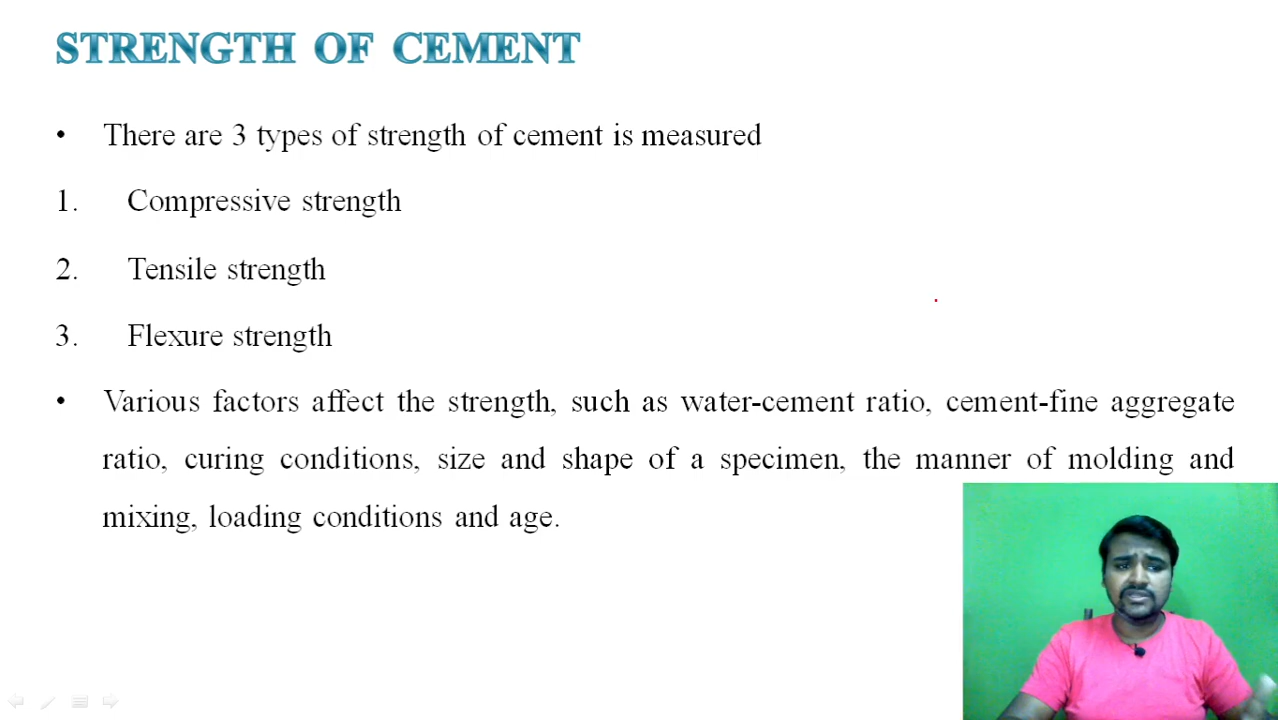 STRENGTH OF CEMENT
• There are 3 types of strength of cement is measured
1. Compressive strength
2. Tensile strength
3. Flexure strength
• Various factors affect the strength, such as water-cement ratio, cement-fine aggregate
ratio, curing conditions, size and shape of a specimen, the manner of molding and
mixing, loading conditions and age.